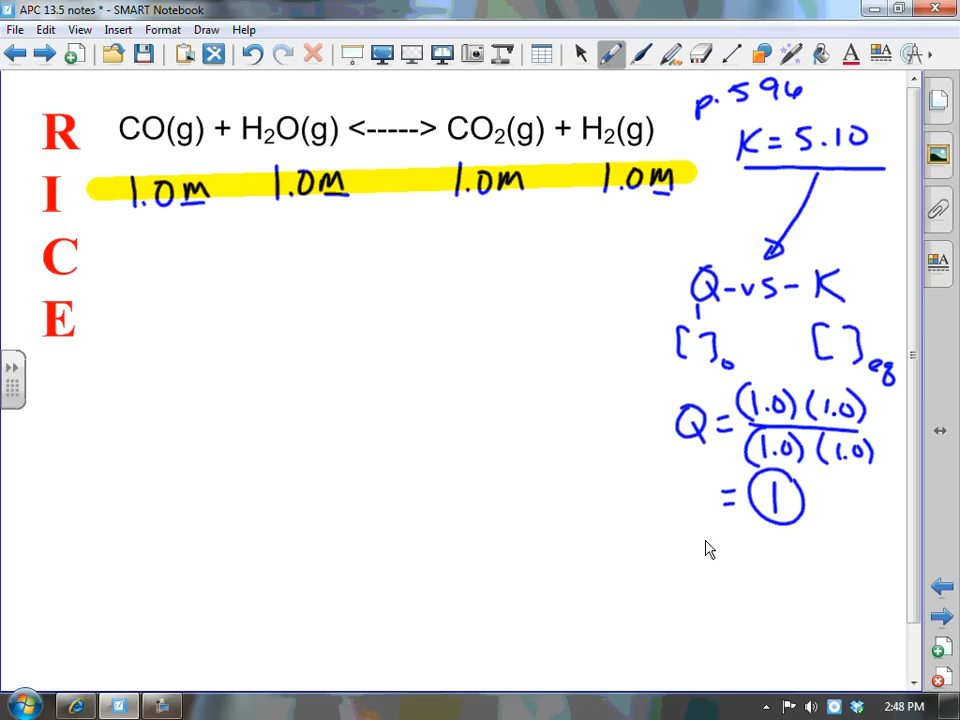 APC 13.5 notes * - SMART Notebook
File Edit View Insert Format Draw Help
p. 596
R CO(g) + H₂O(g) <-----> CO₂(g) + H₂(g)
K = 5.10
I 1.0M 1.0M 1.0M 1.0M
C
E
Q - vs - K
[ ]₀ [ ]eq
Q = (1.0)(1.0)
(1.0)(1.0)
= 1
2:48 PM